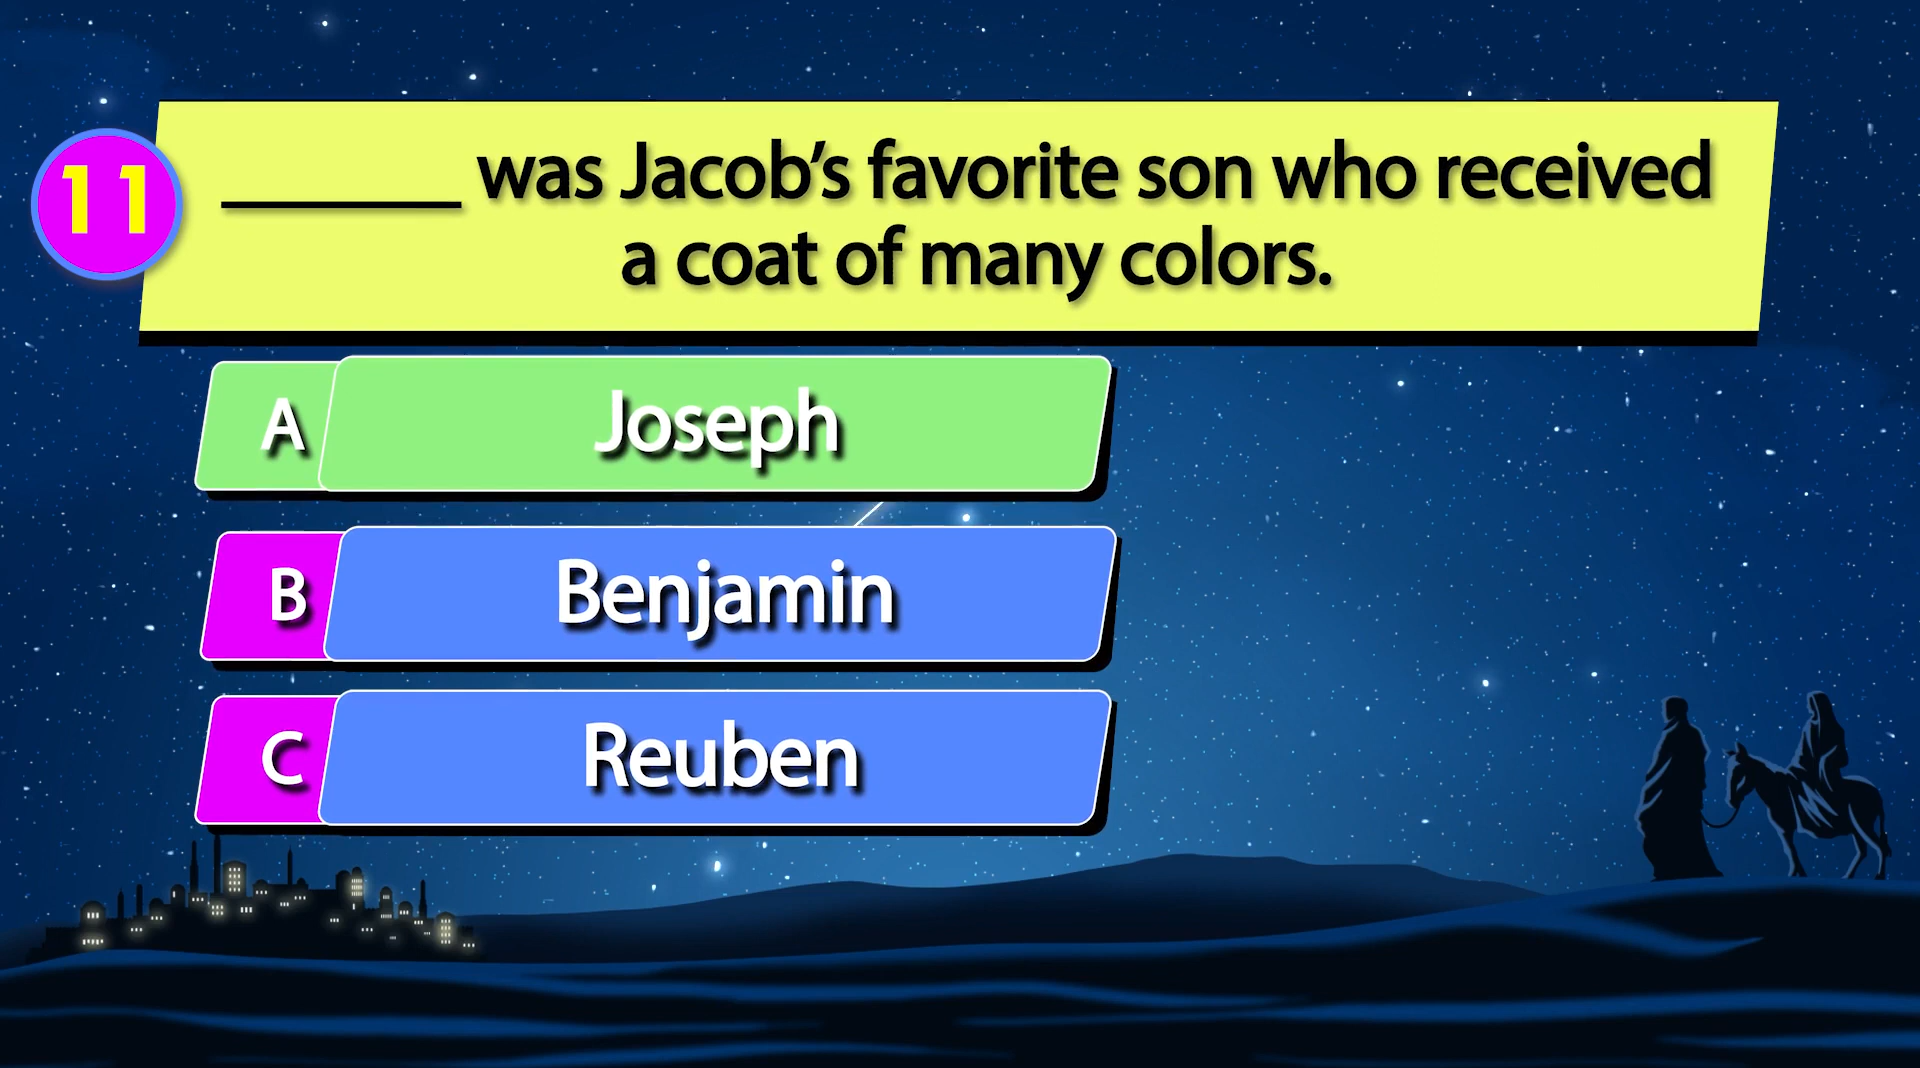 11
______ was Jacob’s favorite son who received
a coat of many colors.
A Joseph
B Benjamin
C Reuben